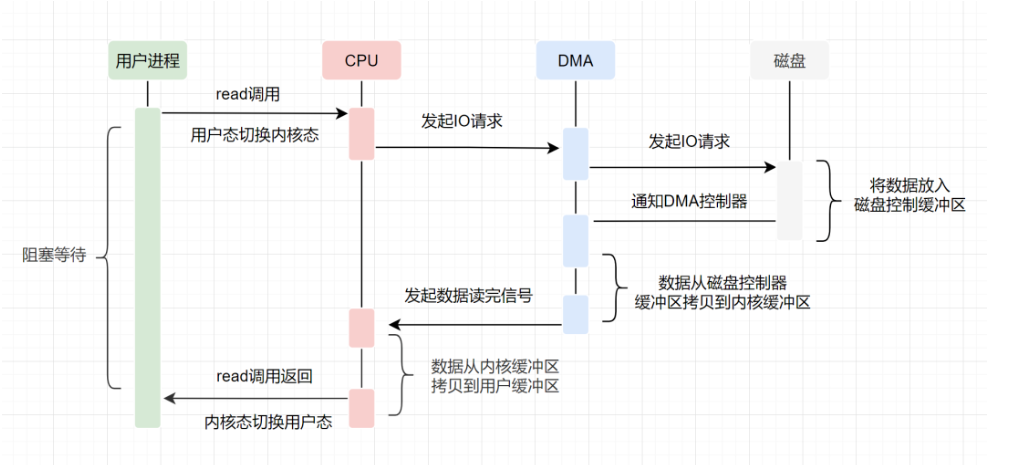 用户进程
CPU
DMA
磁盘
read调用
用户态切换内核态
发起IO请求
发起IO请求
将数据放入
磁盘控制缓冲区
通知DMA控制器
阻塞等待
数据从磁盘控制器
缓冲区拷贝到内核缓冲区
发起数据读完信号
数据从内核缓冲区
拷贝到用户缓冲区
read调用返回
内核态切换用户态